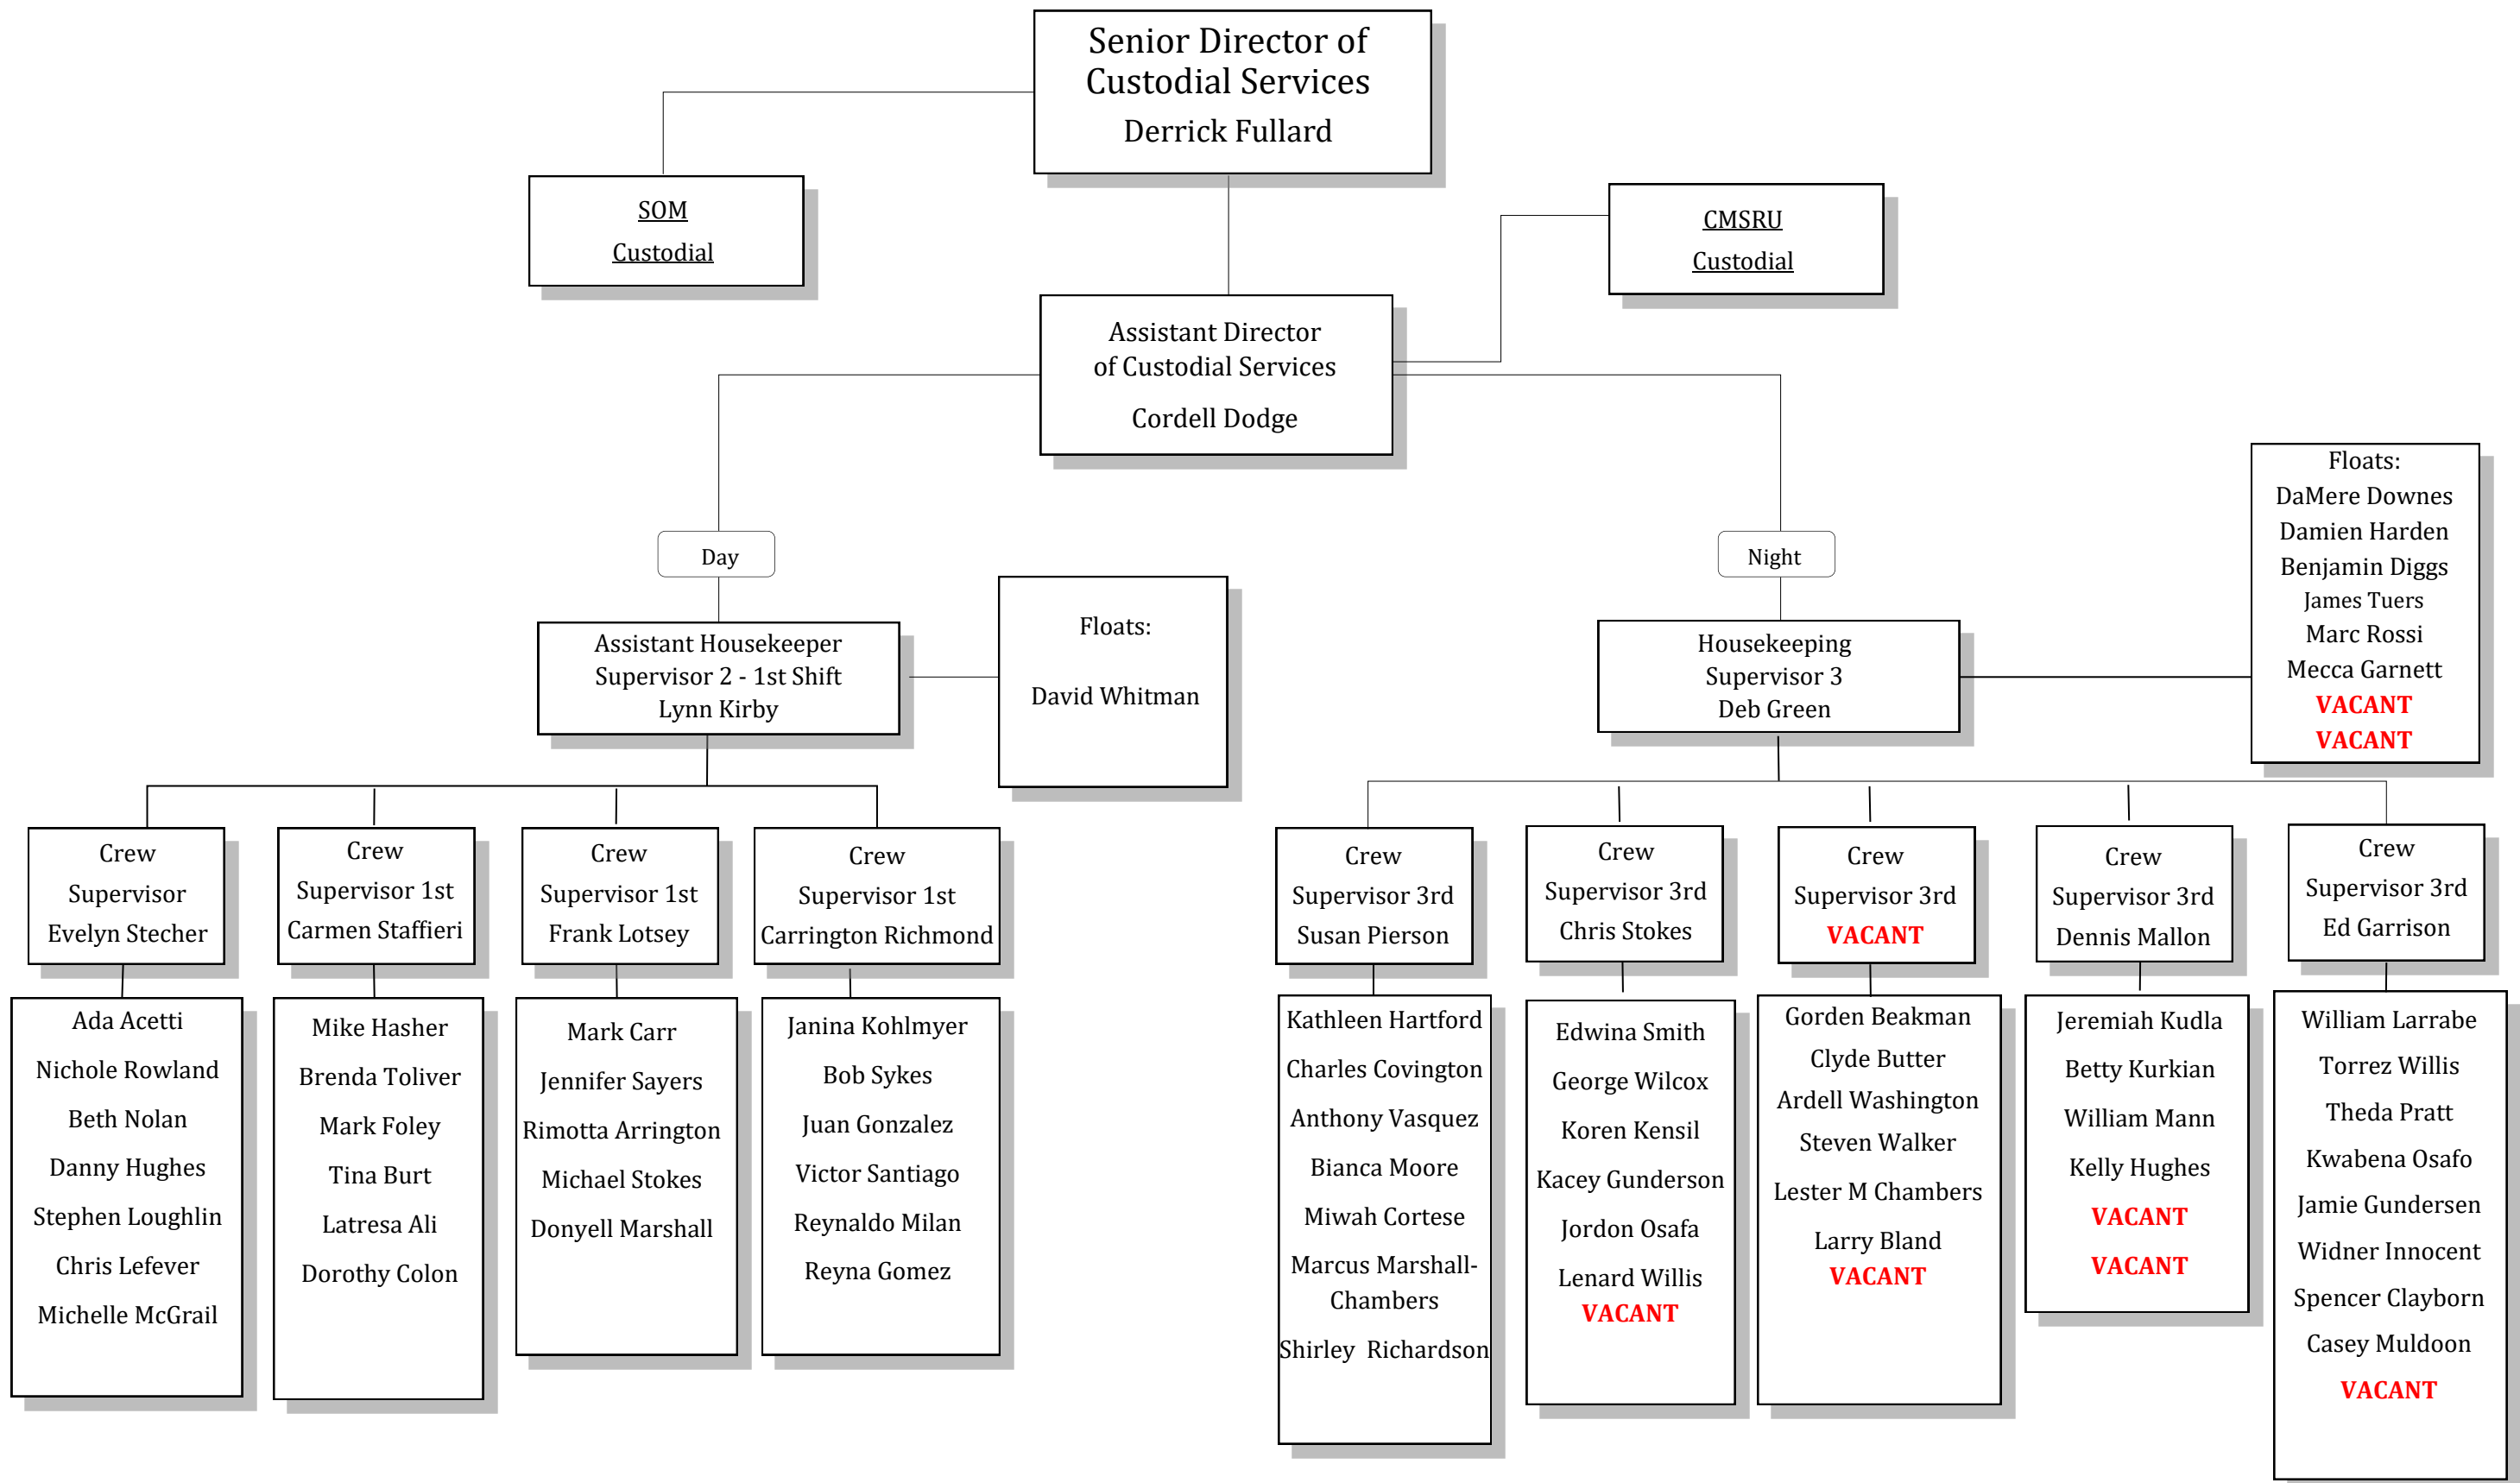 Senior Director of
Custodial Services
Derrick Fullard
SOM
Custodial
CMSRU
Custodial
Assistant Director
of Custodial Services
Cordell Dodge
Day
Night
Floats:
DaMere Downes
Damien Harden
Benjamin Diggs
James Tuers
Marc Rossi
Mecca Garnett
VACANT
VACANT
Assistant Housekeeper
Supervisor 2 - 1st Shift
Lynn Kirby
Floats:
David Whitman
Housekeeping
Supervisor 3
Deb Green
Crew
Supervisor
Evelyn Stecher
Crew
Supervisor 1st
Carmen Staffieri
Crew
Supervisor 1st
Frank Lotsey
Crew
Supervisor 1st
Carrington Richmond
Crew
Supervisor 3rd
Susan Pierson
Crew
Supervisor 3rd
Chris Stokes
Crew
Supervisor 3rd
VACANT
Crew
Supervisor 3rd
Dennis Mallon
Crew
Supervisor 3rd
Ed Garrison
Ada Acetti
Nichole Rowland
Beth Nolan
Danny Hughes
Stephen Loughlin
Chris Lefever
Michelle McGrail
Mike Hasher
Brenda Toliver
Mark Foley
Tina Burt
Latresa Ali
Dorothy Colon
Mark Carr
Jennifer Sayers
Rimotta Arrington
Michael Stokes
Donyell Marshall
Janina Kohlmyer
Bob Sykes
Juan Gonzalez
Victor Santiago
Reynaldo Milan
Reyna Gomez
Kathleen Hartford
Charles Covington
Anthony Vasquez
Bianca Moore
Miwah Cortese
Marcus Marshall-
Chambers
Shirley Richardson
Edwina Smith
George Wilcox
Koren Kensil
Kacey Gunderson
Jordon Osafa
Lenard Willis
VACANT
Gorden Beakman
Clyde Butter
Ardell Washington
Steven Walker
Lester M Chambers
Larry Bland
VACANT
Jeremiah Kudla
Betty Kurkian
William Mann
Kelly Hughes
VACANT
VACANT
William Larrabe
Torrez Willis
Theda Pratt
Kwabena Osafo
Jamie Gundersen
Widner Innocent
Spencer Clayborn
Casey Muldoon
VACANT